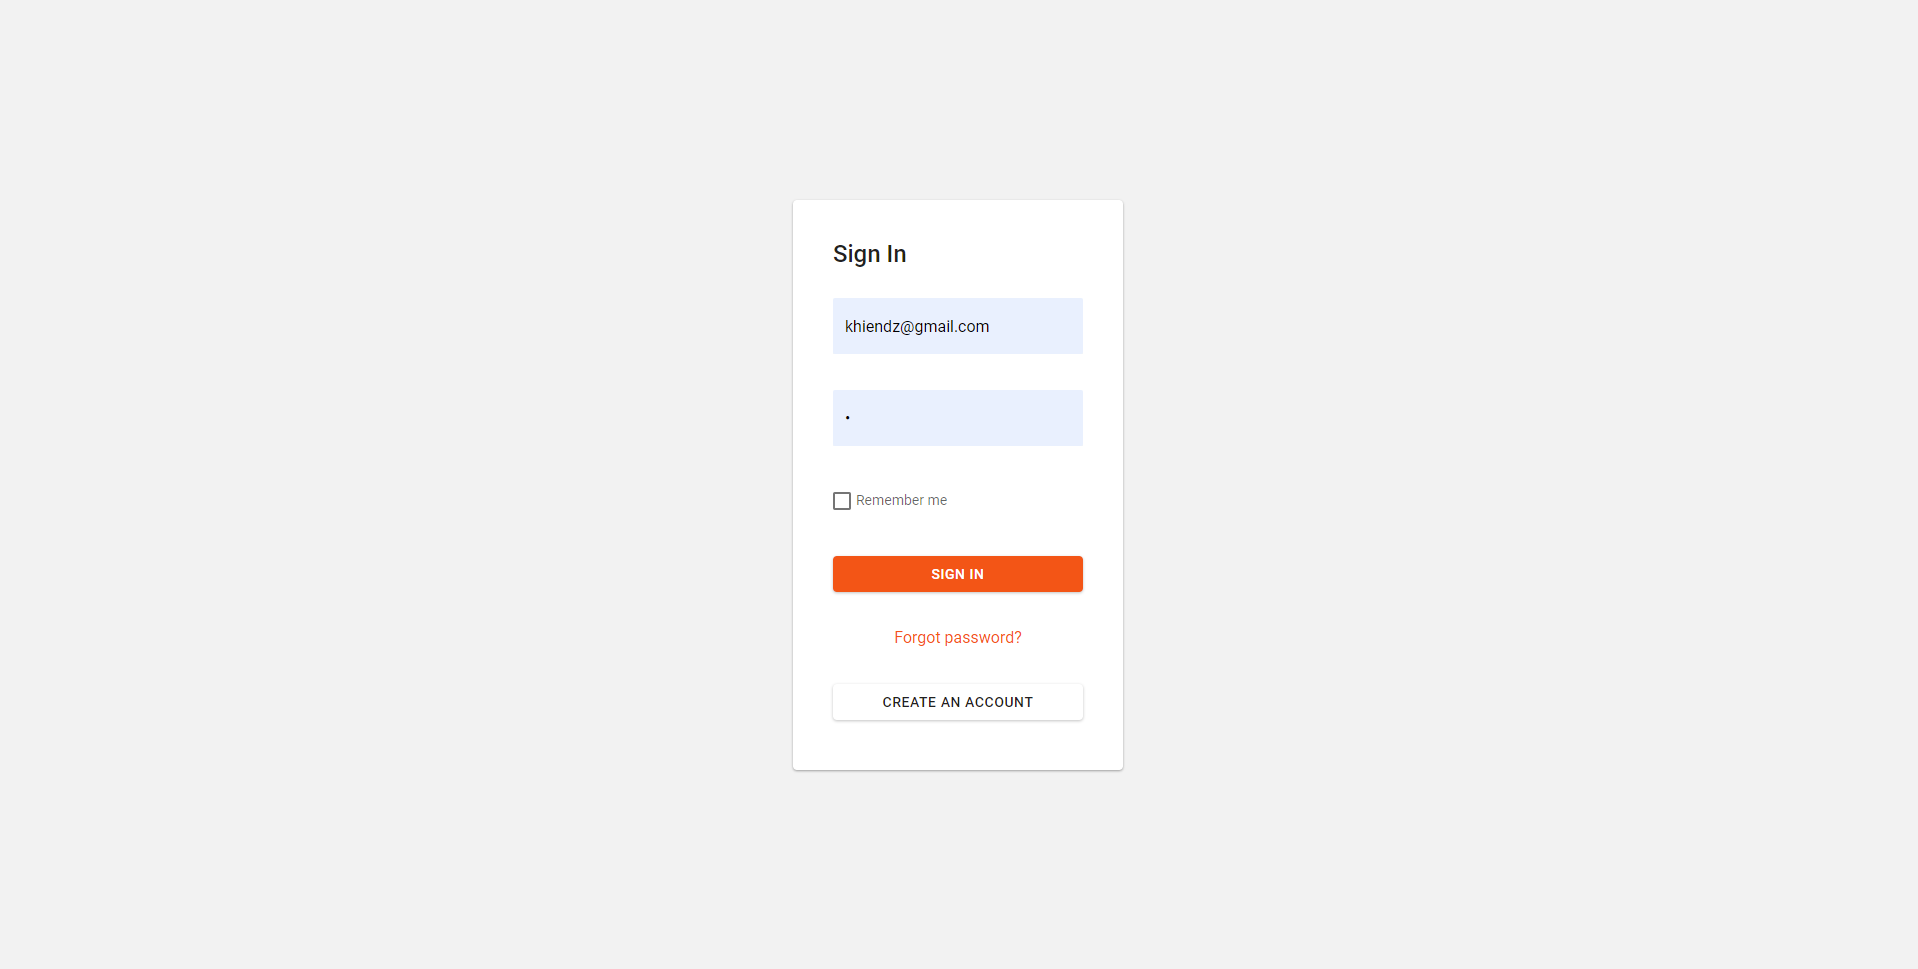 Sign In
khiendz@gmail.com
•
Remember me
SIGN IN
Forgot password?
CREATE AN ACCOUNT